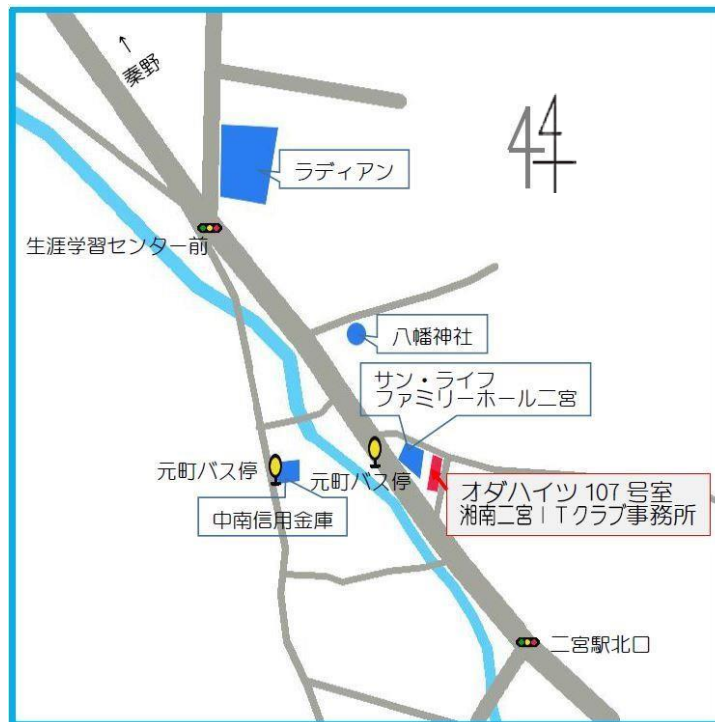 ↑
秦野
ラディアン
生涯学習センター前
八幡神社
サン・ライフ
ファミリーホール二宮
元町バス停
元町バス停
中南信用金庫
オダハイツ 107 号室
湘南二宮ＩＴクラブ事務所
二宮駅北口